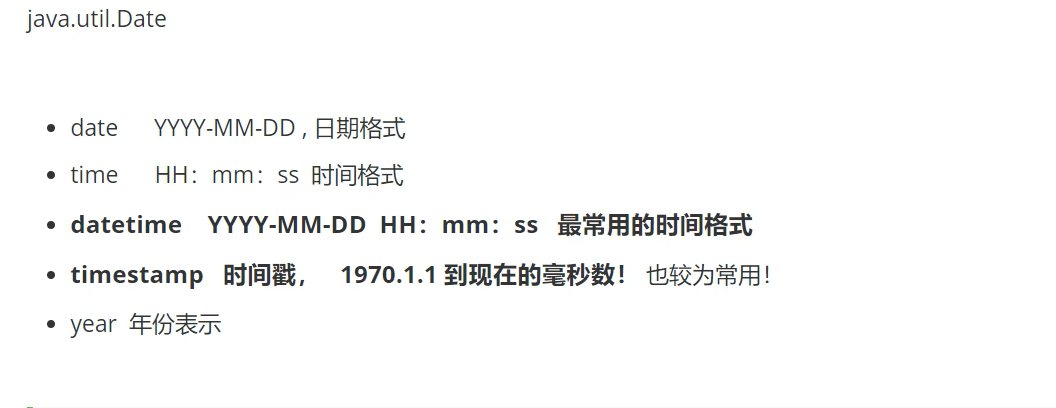 java.util.Date
• date YYYY-MM-DD , 日期格式
• time HH：mm：ss 时间格式
• datetime YYYY-MM-DD HH：mm：ss 最常用的时间格式
• timestamp 时间戳， 1970.1.1 到现在的毫秒数！ 也较为常用！
• year 年份表示